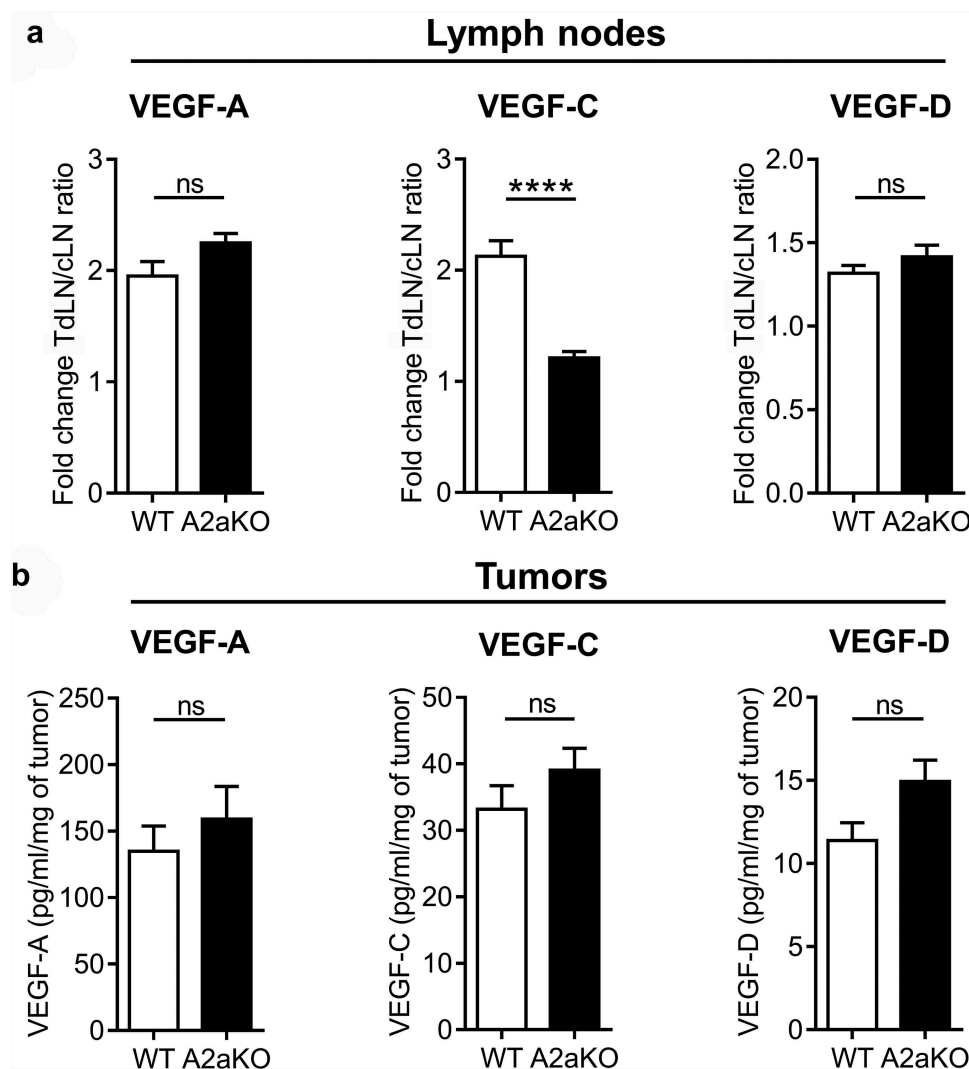 a
Lymph nodes
VEGF-A
VEGF-C
VEGF-D
Fold change TdLN/cLN ratio
3
2
1
0
ns
WT A2aKO
Fold change TdLN/cLN ratio
3
2
1
0
****
WT A2aKO
Fold change TdLN/cLN ratio
2.0
1.5
1.0
0.5
0.0
ns
WT A2aKO
b
Tumors
VEGF-A
VEGF-C
VEGF-D
VEGF-A (pg/ml/mg of tumor)
250
200
150
100
50
0
ns
WT A2aKO
VEGF-C (pg/ml/mg of tumor)
50
40
30
20
10
0
ns
WT A2aKO
VEGF-D (pg/ml/mg of tumor)
20
15
10
5
0
ns
WT A2aKO